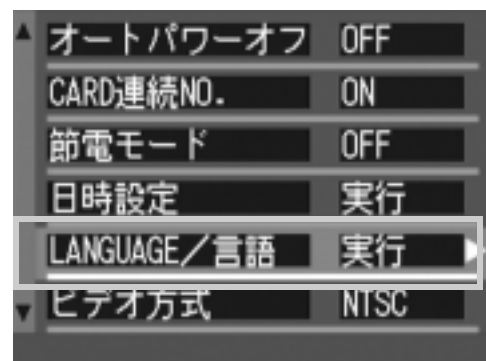 オートパワーオフ OFF
CARD連続NO. ON
節電モード OFF
日時設定 実行
LANGUAGE／言語 実行
ビデオ方式 NTSC